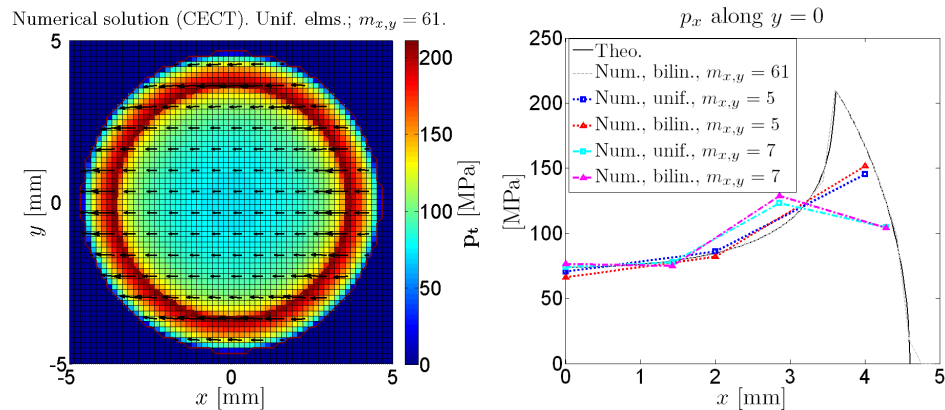 Numerical solution (CECT). Unif. elms.; m_{x,y} = 61.
5
0
-5
y [mm]
-5
0
5
x [mm]
200
150
100
50
0
p_t [MPa]
p_x along y = 0
250
200
150
100
50
0
[MPa]
Theo.
Num., bilin., m_{x,y} = 61
Num., unif., m_{x,y} = 5
Num., bilin., m_{x,y} = 5
Num., unif., m_{x,y} = 7
Num., bilin., m_{x,y} = 7
0
1
2
3
4
5
x [mm]